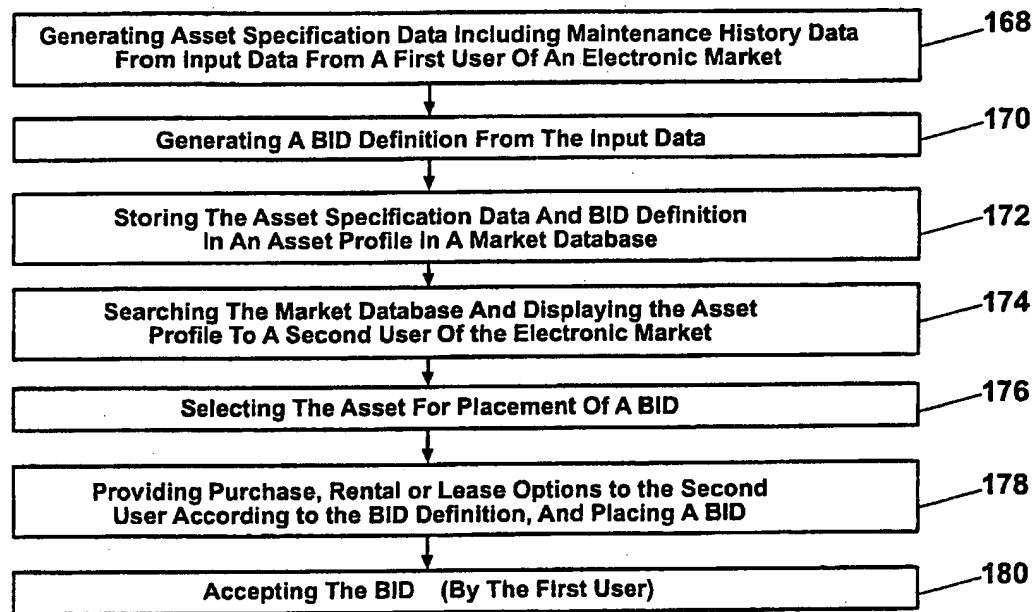 Generating Asset Specification Data Including Maintenance History Data
From Input Data From A First User Of An Electronic Market
168
Generating A BID Definition From The Input Data
170
Storing The Asset Specification Data And BID Definition
In An Asset Profile In A Market Database
172
Searching The Market Database And Displaying the Asset
Profile To A Second User Of the Electronic Market
174
Selecting The Asset For Placement Of A BID
176
Providing Purchase, Rental or Lease Options to the Second
User According to the BID Definition, And Placing A BID
178
Accepting The BID (By The First User)
180